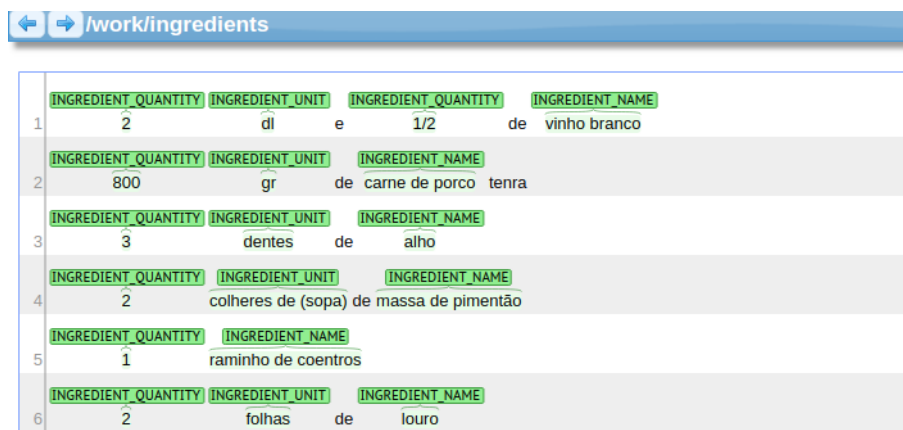 /work/ingredients
INGREDIENT_QUANTITY INGREDIENT_UNIT INGREDIENT_QUANTITY INGREDIENT_NAME
1 2 dl e 1/2 de vinho branco
INGREDIENT_QUANTITY INGREDIENT_UNIT INGREDIENT_NAME
2 800 gr de carne de porco tenra
INGREDIENT_QUANTITY INGREDIENT_UNIT INGREDIENT_NAME
3 3 dentes de alho
INGREDIENT_QUANTITY INGREDIENT_UNIT INGREDIENT_NAME
4 2 colheres de (sopa) de massa de pimentão
INGREDIENT_QUANTITY INGREDIENT_NAME
5 1 raminho de coentros
INGREDIENT_QUANTITY INGREDIENT_UNIT INGREDIENT_NAME
6 2 folhas de louro